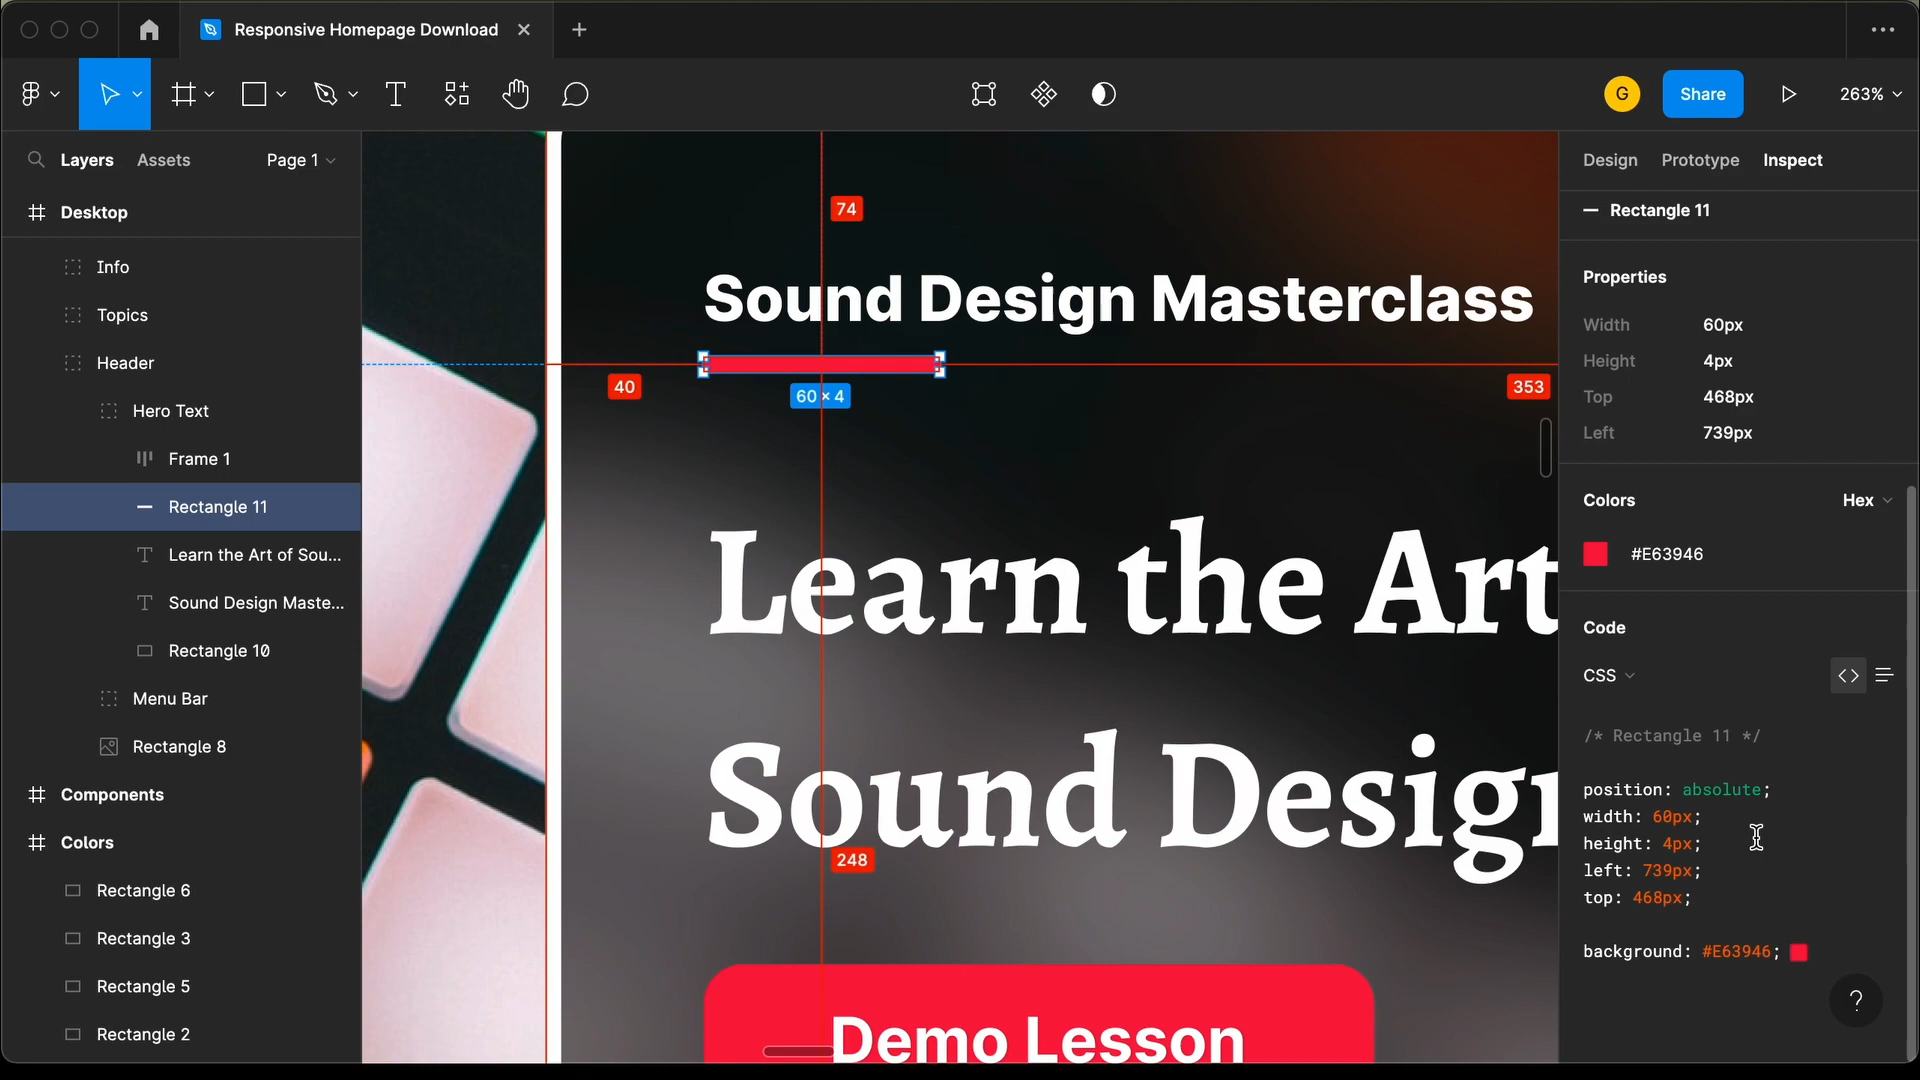 Responsive Homepage Download
G
Share
263%
Layers
Assets
Page 1
Desktop
Info
Topics
Header
Hero Text
Frame 1
Rectangle 11
Learn the Art of Sou...
Sound Design Maste...
Rectangle 10
Menu Bar
Rectangle 8
Components
Colors
Rectangle 6
Rectangle 3
Rectangle 5
Rectangle 2
74
Sound Design Masterclass
40
60 × 4
353
Learn the Art
Sound Design
248
Demo Lesson
Design
Prototype
Inspect
Rectangle 11
Properties
Width 60px
Height 4px
Top 468px
Left 739px
Colors
Hex
#E63946
Code
CSS
/* Rectangle 11 */
position: absolute;
width: 60px;
height: 4px;
left: 739px;
top: 468px;
background: #E63946;
?